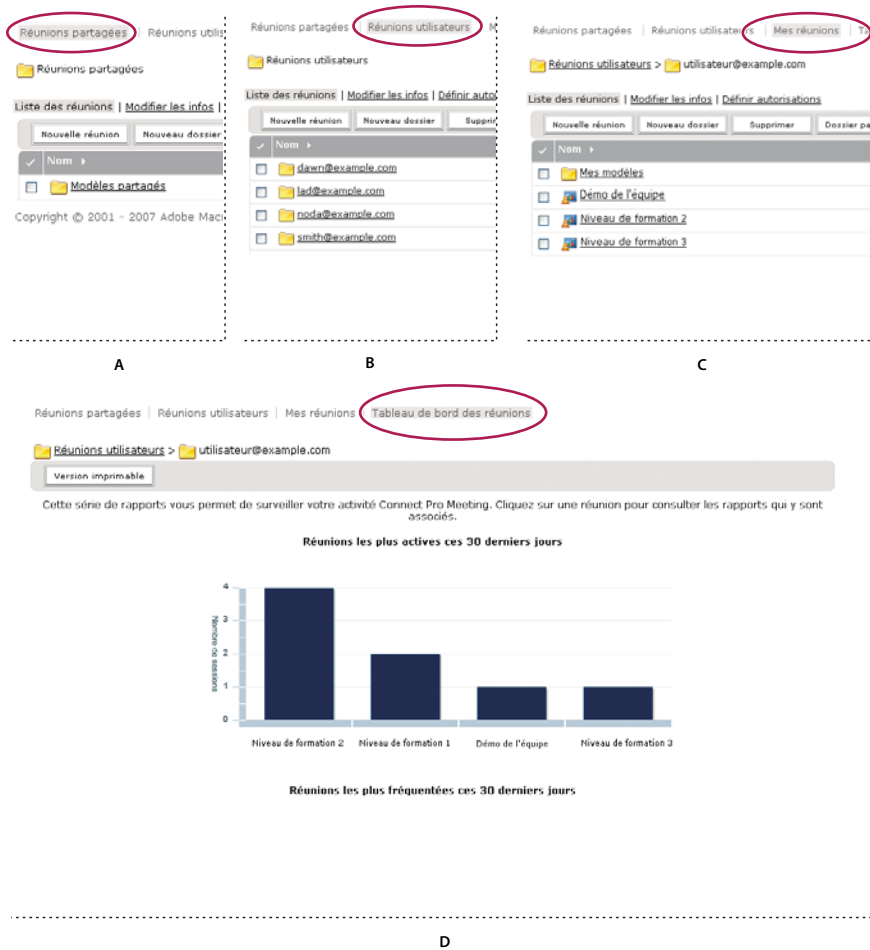 Réunions partagées Réunions utilis
Réunions partagées
Liste des réunions | Modifier les infos |
Nouvelle réunion Nouveau dossier
Nom
Modèles partagés
Copyright © 2001 - 2007 Adobe Mac
A
Réunions partagées Réunions utilisateurs M
Réunions utilisateurs
Liste des réunions | Modifier les infos | Définir auto
Nouvelle réunion Nouveau dossier Supprir
Nom
dawn@example.com
lad@example.com
noda@example.com
smith@example.com
B
Réunions partagées | Réunions utilisateurs | Mes réunions | Ta
Réunions utilisateurs > utilisateur@example.com
Liste des réunions | Modifier les infos | Définir autorisations
Nouvelle réunion Nouveau dossier Supprimer Dossier pa
Nom
Mes modèles
Démo de l'équipe
Niveau de formation 2
Niveau de formation 3
C
Réunions partagées | Réunions utilisateurs | Mes réunions | Tableau de bord des réunions
Réunions utilisateurs > utilisateur@example.com
Version imprimable
Cette série de rapports vous permet de surveiller votre activité Connect Pro Meeting. Cliquez sur une réunion pour consulter les rapports qui y sont
associés.
Réunions les plus actives ces 30 derniers jours
Nombre de sessions
4
3
2
1
0
Niveau de formation 2 Niveau de formation 1 Démo de l'équipe Niveau de formation 3
Réunions les plus fréquentées ces 30 derniers jours
D